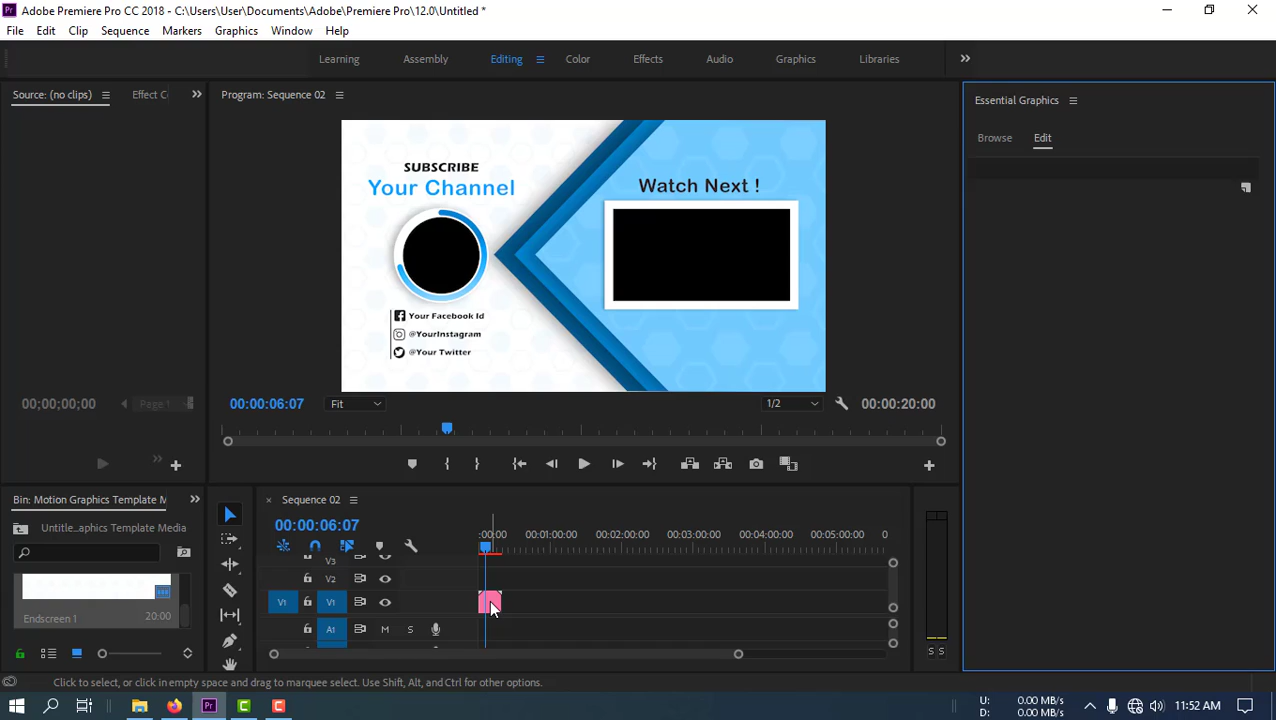 Adobe Premiere Pro CC 2018 - C:\Users\User\Documents\Adobe\Premiere Pro\12.0\Untitled *
File Edit Clip Sequence Markers Graphics Window Help
Learning Assembly Editing Color Effects Audio Graphics Libraries
Source: (no clips) Effect C
Program: Sequence 02
Essential Graphics
Browse Edit
SUBSCRIBE
Your Channel
Watch Next !
Your Facebook Id
@YourInstagram
@Your Twitter
00;00;00;00 Page 1
00:00:06:07 Fit 1/2 00:00:20:00
Bin: Motion Graphics Template M
Untitle...aphics Template Media
Endscreen 1 20:00
Sequence 02
00:00:06:07
:00:00 00:01:00:00 00:02:00:00 00:03:00:00 00:04:00:00 00:05:00:00 0
V3
V2
V1 V1
A1 M S
S S
Click to select, or click in empty space and drag to marquee select. Use Shift, Alt, and Ctrl for other options.
U: 0.00 MB/s
D: 0.00 MB/s
11:52 AM